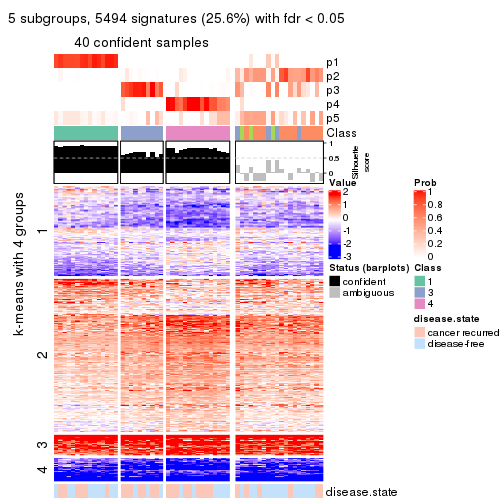 5 subgroups, 5494 signatures (25.6%) with fdr < 0.05
40 confident samples
p1
p2
p3
p4
p5
Class
1
0.5
0
Silhouette
score
k-means with 4 groups
1
2
3
4
Value
2
1
0
-1
-2
-3
Prob
1
0.8
0.6
0.4
0.2
0
Status (barplots)
confident
ambiguous
Class
1
3
4
disease.state
cancer recurred
disease-free
disease.state